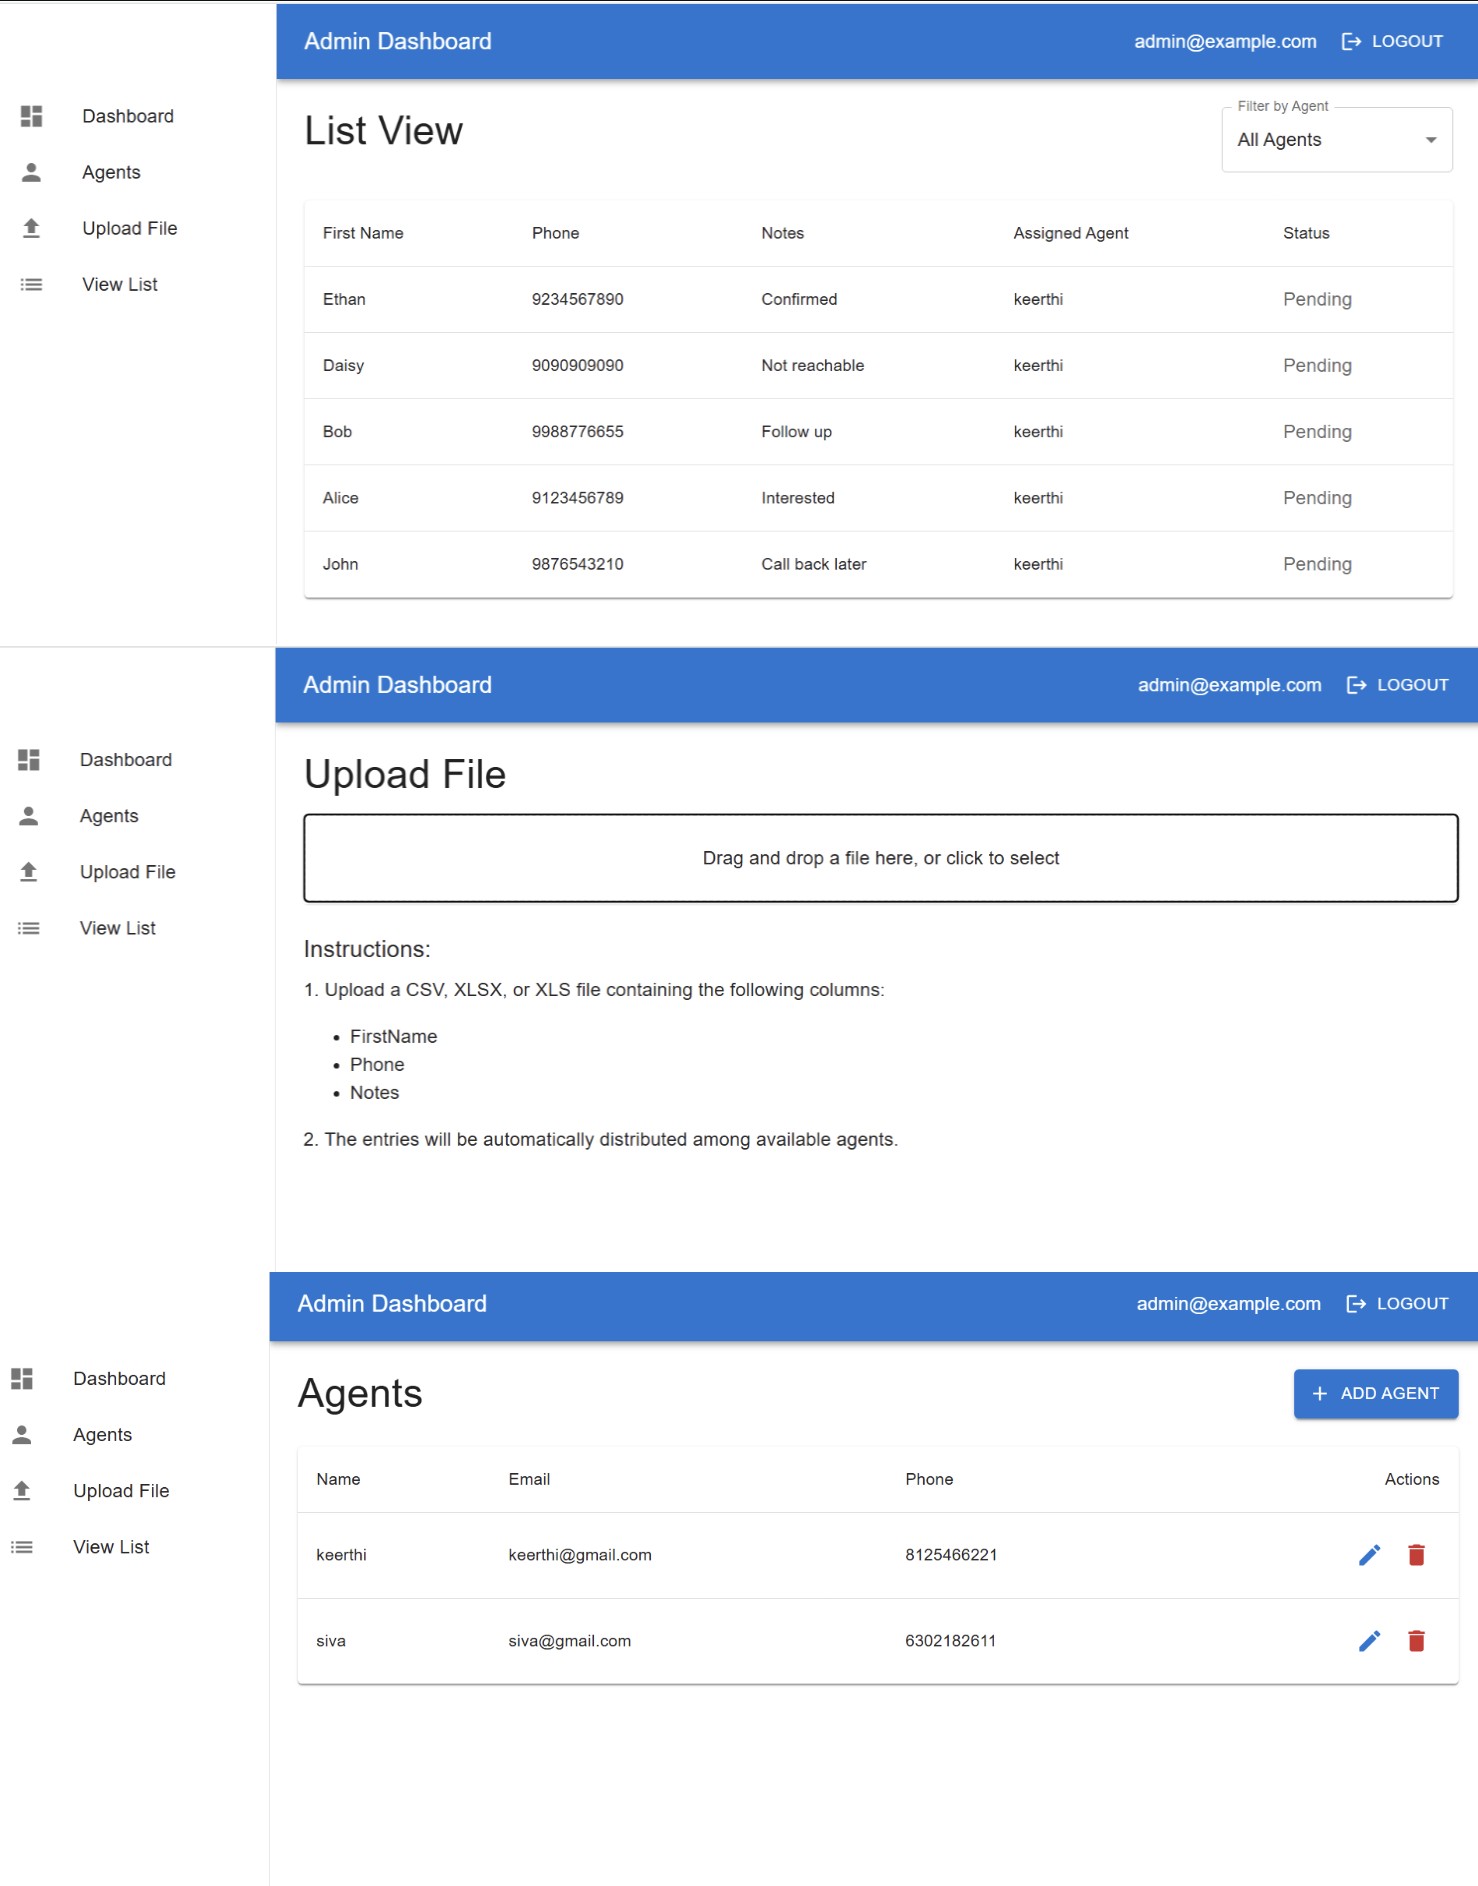 Admin Dashboard admin@example.com LOGOUT
Dashboard
Agents
Upload File
View List
List View
Filter by Agent
All Agents
First Name Phone Notes Assigned Agent Status
Ethan 9234567890 Confirmed keerthi Pending
Daisy 9090909090 Not reachable keerthi Pending
Bob 9988776655 Follow up keerthi Pending
Alice 9123456789 Interested keerthi Pending
John 9876543210 Call back later keerthi Pending
Admin Dashboard admin@example.com LOGOUT
Dashboard
Agents
Upload File
View List
Upload File
Drag and drop a file here, or click to select
Instructions:
1. Upload a CSV, XLSX, or XLS file containing the following columns:
• FirstName
• Phone
• Notes
2. The entries will be automatically distributed among available agents.
Admin Dashboard admin@example.com LOGOUT
Dashboard
Agents
Upload File
View List
Agents
+ ADD AGENT
Name Email Phone Actions
keerthi keerthi@gmail.com 8125466221
siva siva@gmail.com 6302182611